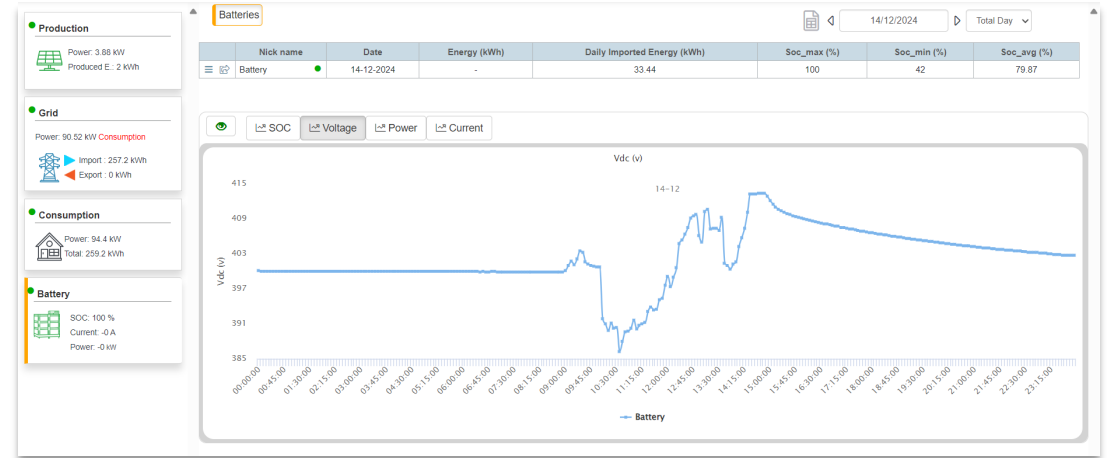 Production
Power: 3.88 kW
Produced E.: 2 kWh
Grid
Power: 90.52 kW Consumption
Import : 257.2 kWh
Export : 0 kWh
Consumption
Power: 94.4 kW
Total: 259.2 kWh
Battery
SOC: 100 %
Current: -0 A
Power: -0 kW
Batteries
14/12/2024
Total Day
Nick name Date Energy (kWh) Daily Imported Energy (kWh) Soc_max (%) Soc_min (%) Soc_avg (%)
Battery 14-12-2024 - 33.44 100 42 79.87
SOC Voltage Power Current
Vdc (v)
14-12
Vdc (v)
415
409
403
397
391
385
00:00:00 00:45:00 01:30:00 02:15:00 03:00:00 03:45:00 04:30:00 05:15:00 06:00:00 06:45:00 07:30:00 08:15:00 09:00:00 09:45:00 10:30:00 11:15:00 12:00:00 12:45:00 13:30:00 14:15:00 15:00:00 15:45:00 16:30:00 17:15:00 18:00:00 18:45:00 19:30:00 20:15:00 21:00:00 21:45:00 22:30:00 23:15:00
Battery